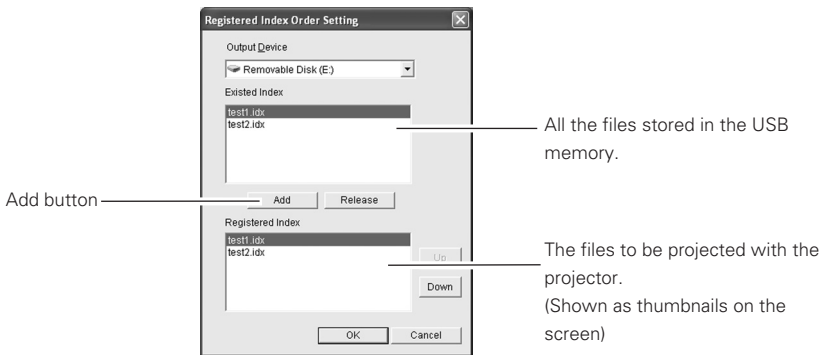 Registered Index Order Setting
Output Device
Removable Disk (E:)
Existed Index
test1.idx
test2.idx
All the files stored in the USB
memory.
Add button
Add Release
Registered Index
test1.idx
test2.idx
Up
Down
The files to be projected with the
projector.
(Shown as thumbnails on the
screen)
OK Cancel